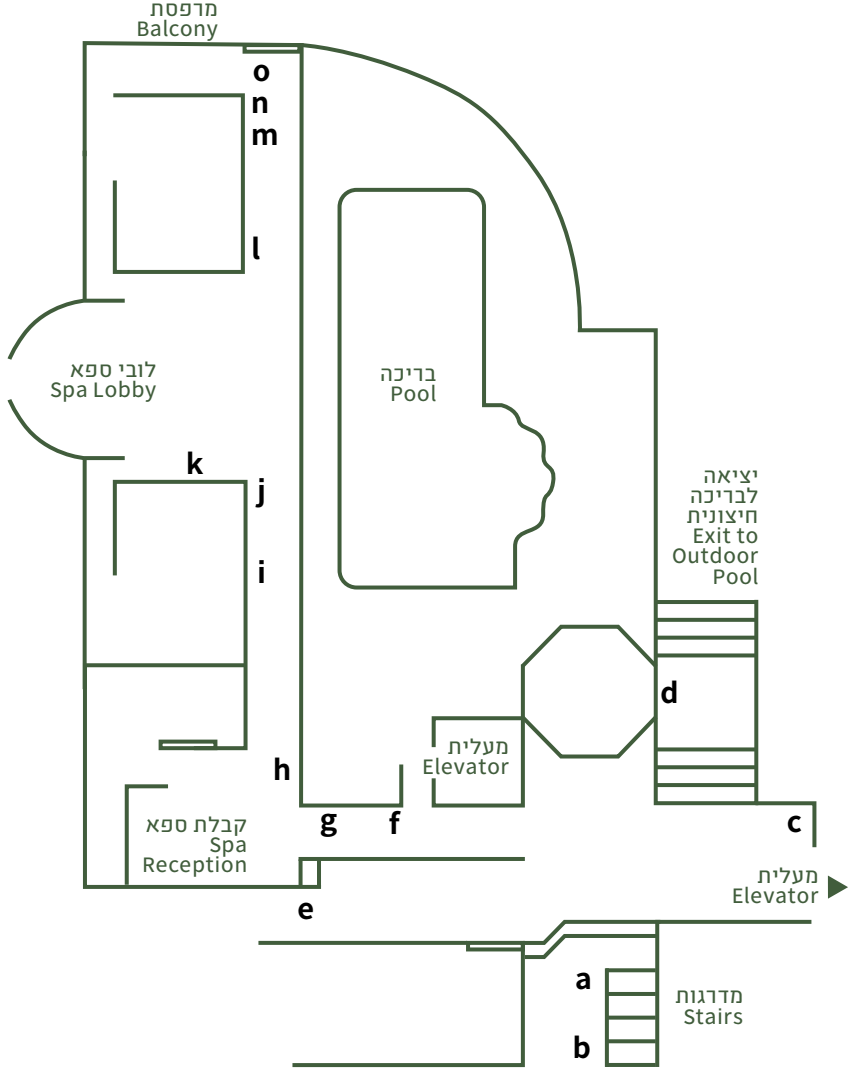 מרפסת
Balcony
o
n
m
l
לובי ספא
Spa Lobby
בריכה
Pool
k
j
יציאה
לבריכה
חיצונית
Exit to
Outdoor
Pool
i
d
h
מעלית
Elevator
g
f
c
קבלת ספא
Spa
Reception
מעלית
Elevator
e
a
מדרגות
Stairs
b